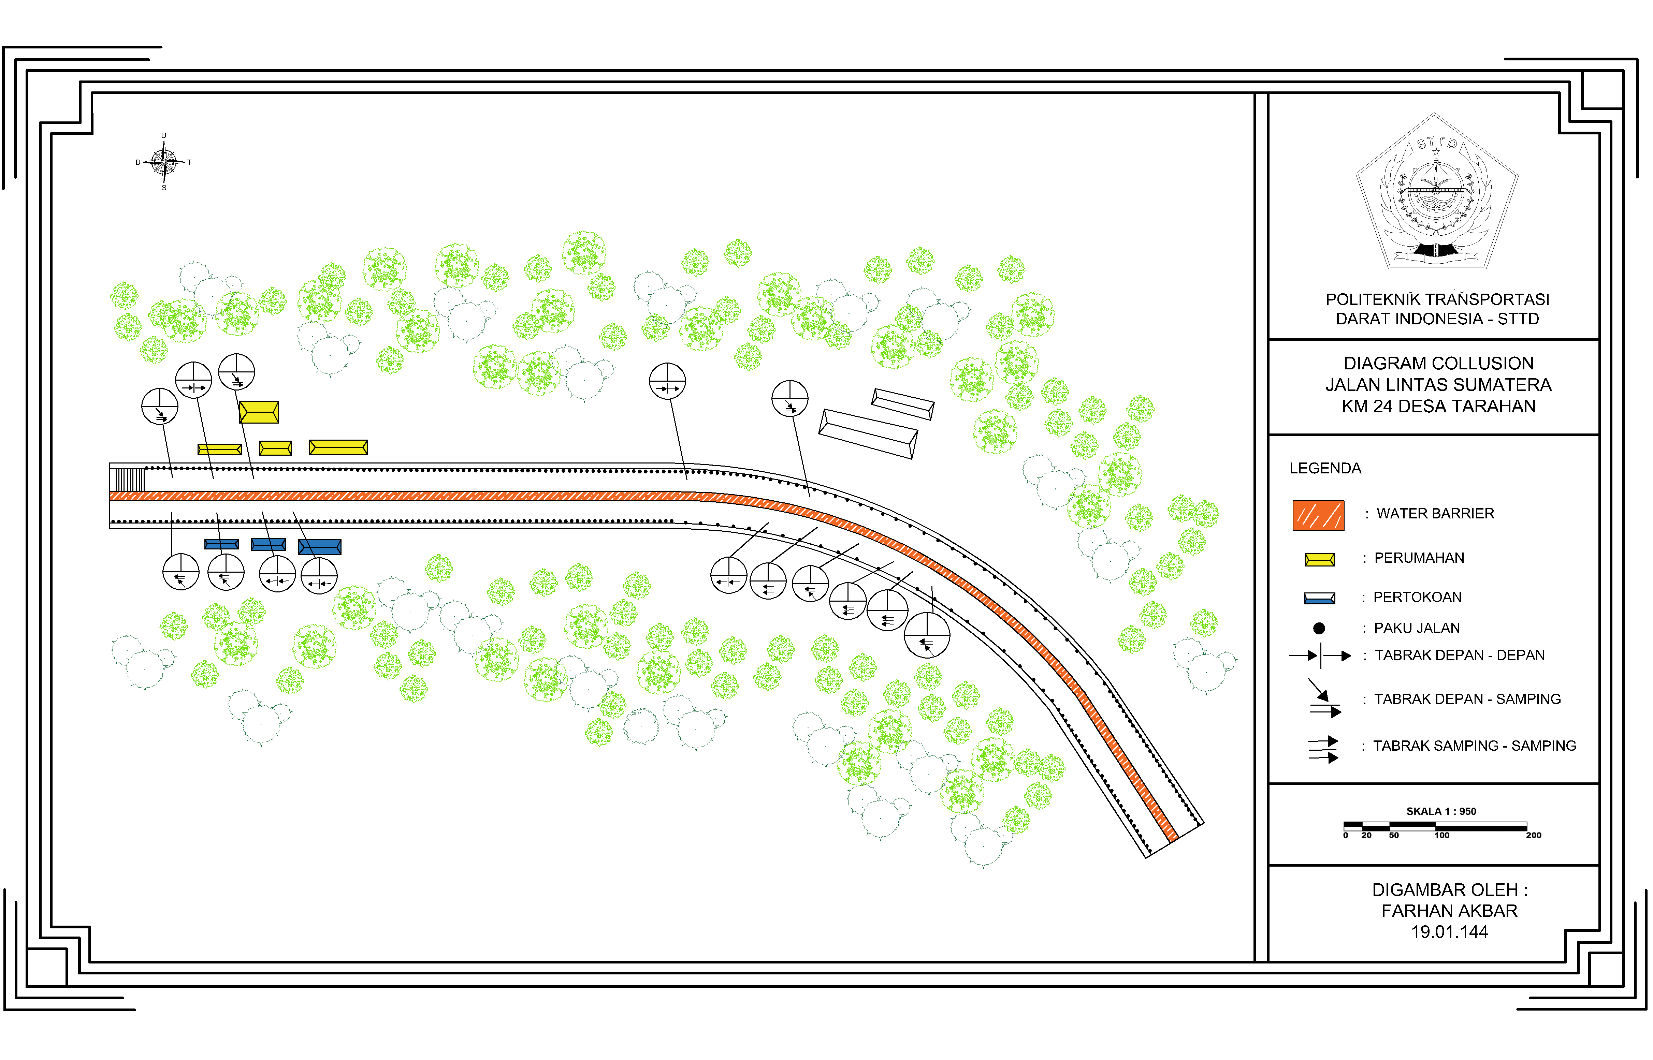 U
B
T
S
STTD
POLITEKNIK TRANSPORTASI
DARAT INDONESIA - STTD
DIAGRAM COLLUSION
JALAN LINTAS SUMATERA
KM 24 DESA TARAHAN
LEGENDA
: WATER BARRIER
: PERUMAHAN
: PERTOKOAN
: PAKU JALAN
: TABRAK DEPAN - DEPAN
: TABRAK DEPAN - SAMPING
: TABRAK SAMPING - SAMPING
SKALA 1 : 950
0 20 50 100 200
DIGAMBAR OLEH :
FARHAN AKBAR
19.01.144